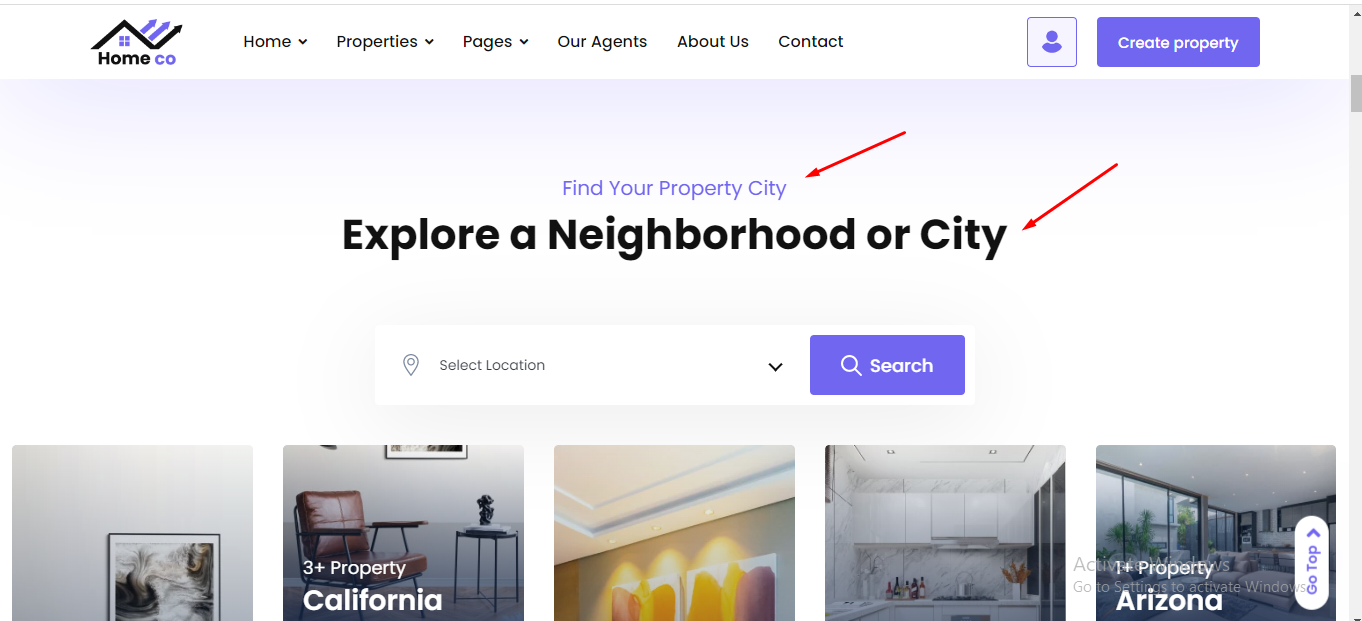 Home co
Home
Properties
Pages
Our Agents
About Us
Contact
Create property
Find Your Property City
Explore a Neighborhood or City
Select Location
Search
3+ Property
California
1+ Property
Arizona
Activate Windows
Go to Settings to activate Windows.
Go Top